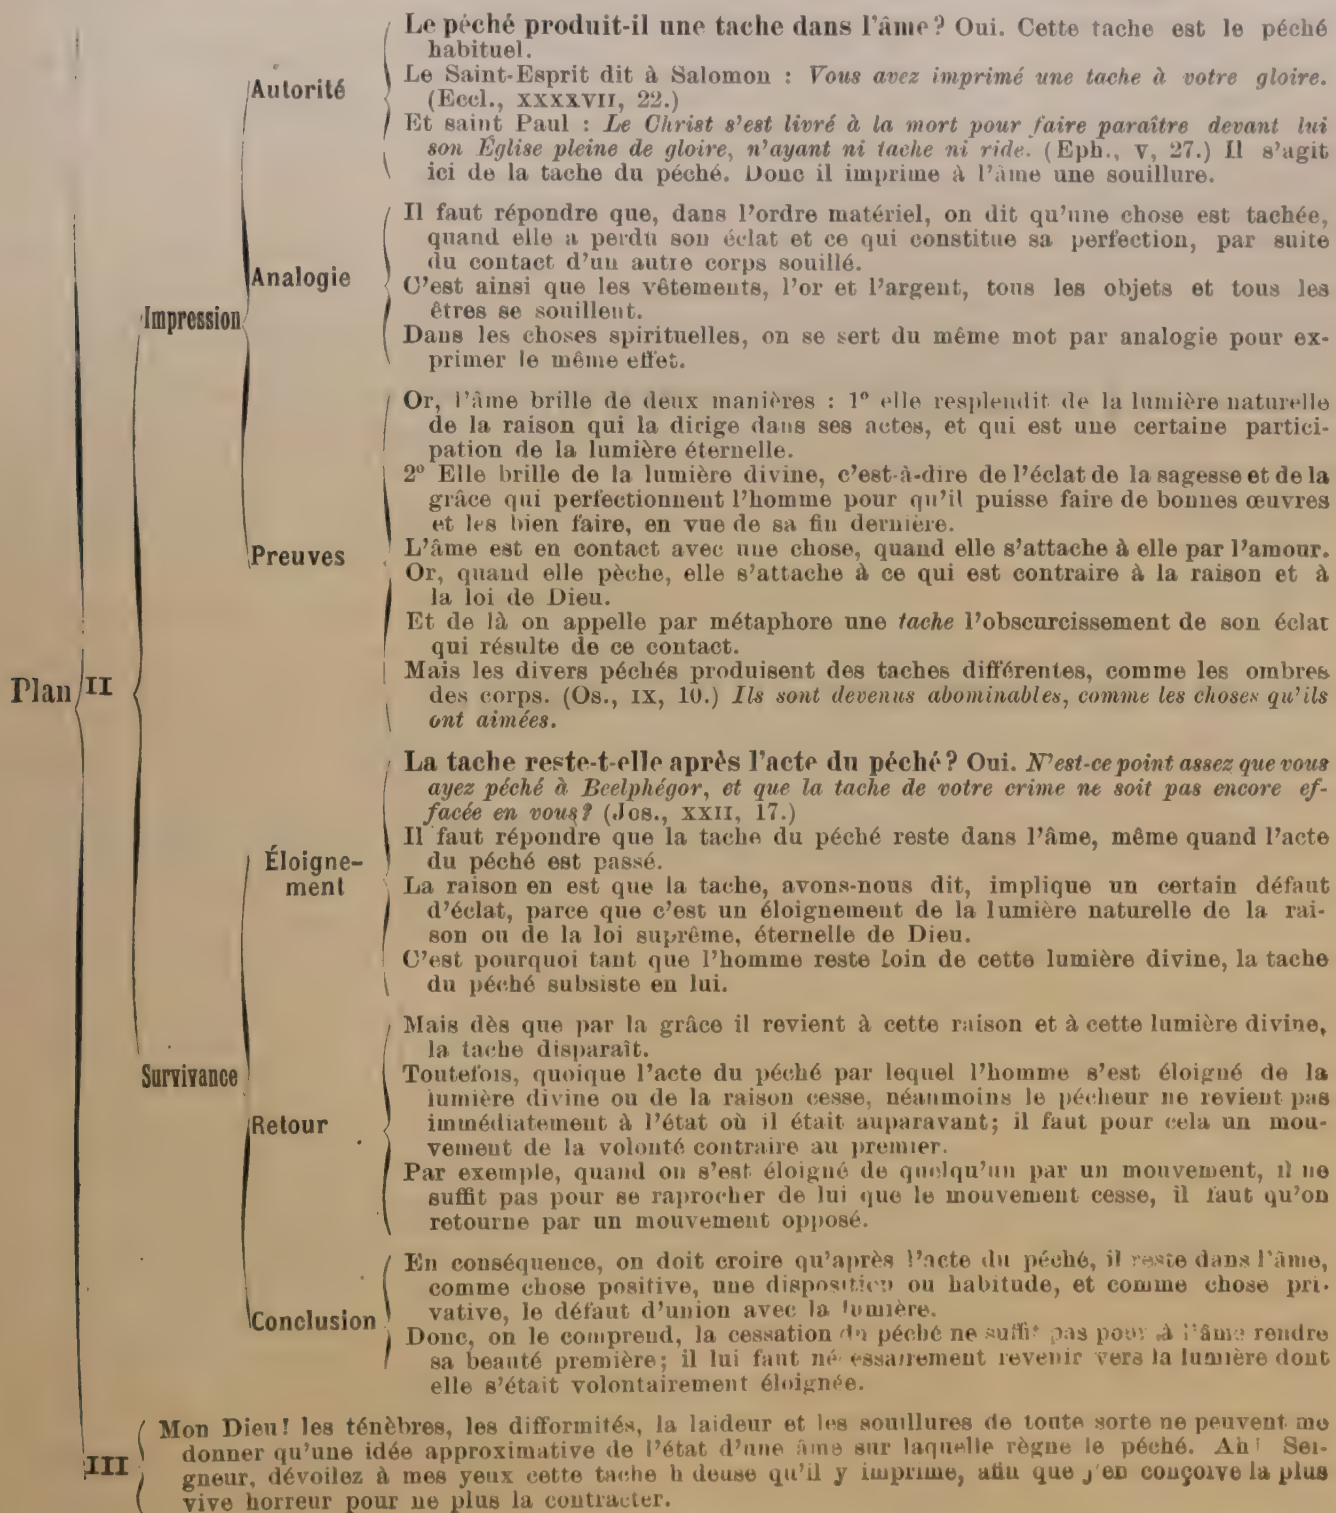 Le péché produit-il une tache dans l'âme? Oui. Cette tache est le péché
habituel.
Autorité
Le Saint-Esprit dit à Salomon : Vous avez imprimé une tache à votre gloire.
(Eccl., XXXXVII, 22.)
Et saint Paul : Le Christ s'est livré à la mort pour faire paraître devant lui
son Église pleine de gloire, n'ayant ni tache ni ride. (Eph., V, 27.) Il s'agit
ici de la tache du péché. Donc il imprime à l'âme une souillure.
Il faut répondre que, dans l'ordre matériel, on dit qu'une chose est tachée,
quand elle a perdu son éclat et ce qui constitue sa perfection, par suite
du contact d'un autre corps souillé.
Analogie
C'est ainsi que les vêtements, l'or et l'argent, tous les objets et tous les
êtres se souillent.
Impression
Dans les choses spirituelles, on se sert du même mot par analogie pour ex-
primer le même effet.
Or, l'âme brille de deux manières : 1° elle resplendit de la lumière naturelle
de la raison qui la dirige dans ses actes, et qui est une certaine partici-
pation de la lumière éternelle.
2° Elle brille de la lumière divine, c'est-à-dire de l'éclat de la sagesse et de la
grâce qui perfectionnent l'homme pour qu'il puisse faire de bonnes œuvres
et les bien faire, en vue de sa fin dernière.
Preuves
L'âme est en contact avec une chose, quand elle s'attache à elle par l'amour.
Or, quand elle pèche, elle s'attache à ce qui est contraire à la raison et à
la loi de Dieu.
Et de là on appelle par métaphore une tache l'obscurcissement de son éclat
qui résulte de ce contact.
Plan II
Mais les divers péchés produisent des taches différentes, comme les ombres
des corps. (Os., IX, 10.) Ils sont devenus abominables, comme les choses qu'ils
ont aimées.
La tache reste-t-elle après l'acte du péché? Oui. N'est-ce point assez que vous
ayez péché à Beelphégor, et que la tache de votre crime ne soit pas encore ef-
facée en vous? (Jos., XXII, 17.)
Il faut répondre que la tache du péché reste dans l'âme, même quand l'acte
du péché est passé.
Éloigne-
ment
La raison en est que la tache, avons-nous dit, implique un certain défaut
d'éclat, parce que c'est un éloignement de la lumière naturelle de la rai-
son ou de la loi suprême, éternelle de Dieu.
C'est pourquoi tant que l'homme reste loin de cette lumière divine, la tache
du péché subsiste en lui.
Mais dès que par la grâce il revient à cette raison et à cette lumière divine,
la tache disparaît.
Survivance
Toutefois, quoique l'acte du péché par lequel l'homme s'est éloigné de la
lumière divine ou de la raison cesse, néanmoins le pécheur ne revient pas
immédiatement à l'état où il était auparavant; il faut pour cela un mou-
vement de la volonté contraire au premier.
Retour
Par exemple, quand on s'est éloigné de quelqu'un par un mouvement, il ne
suffit pas pour se raprocher de lui que le mouvement cesse, il faut qu'on
retourne par un mouvement opposé.
En conséquence, on doit croire qu'après l'acte du péché, il reste dans l'âme,
comme chose positive, une disposition ou habitude, et comme chose pri-
vative, le défaut d'union avec la lumière.
Conclusion
Donc, on le comprend, la cessation du péché ne suffit pas pour à l'âme rendre
sa beauté première; il lui faut nécessairement revenir vers la lumière dont
elle s'était volontairement éloignée.
III
Mon Dieu! les ténèbres, les difformités, la laideur et les souillures de toute sorte ne peuvent me
donner qu'une idée approximative de l'état d'une âme sur laquelle règne le péché. Ah! Sei-
gneur, dévoilez à mes yeux cette tache h deuse qu'il y imprime, afin que j'en conçoive la plus
vive horreur pour ne plus la contracter.